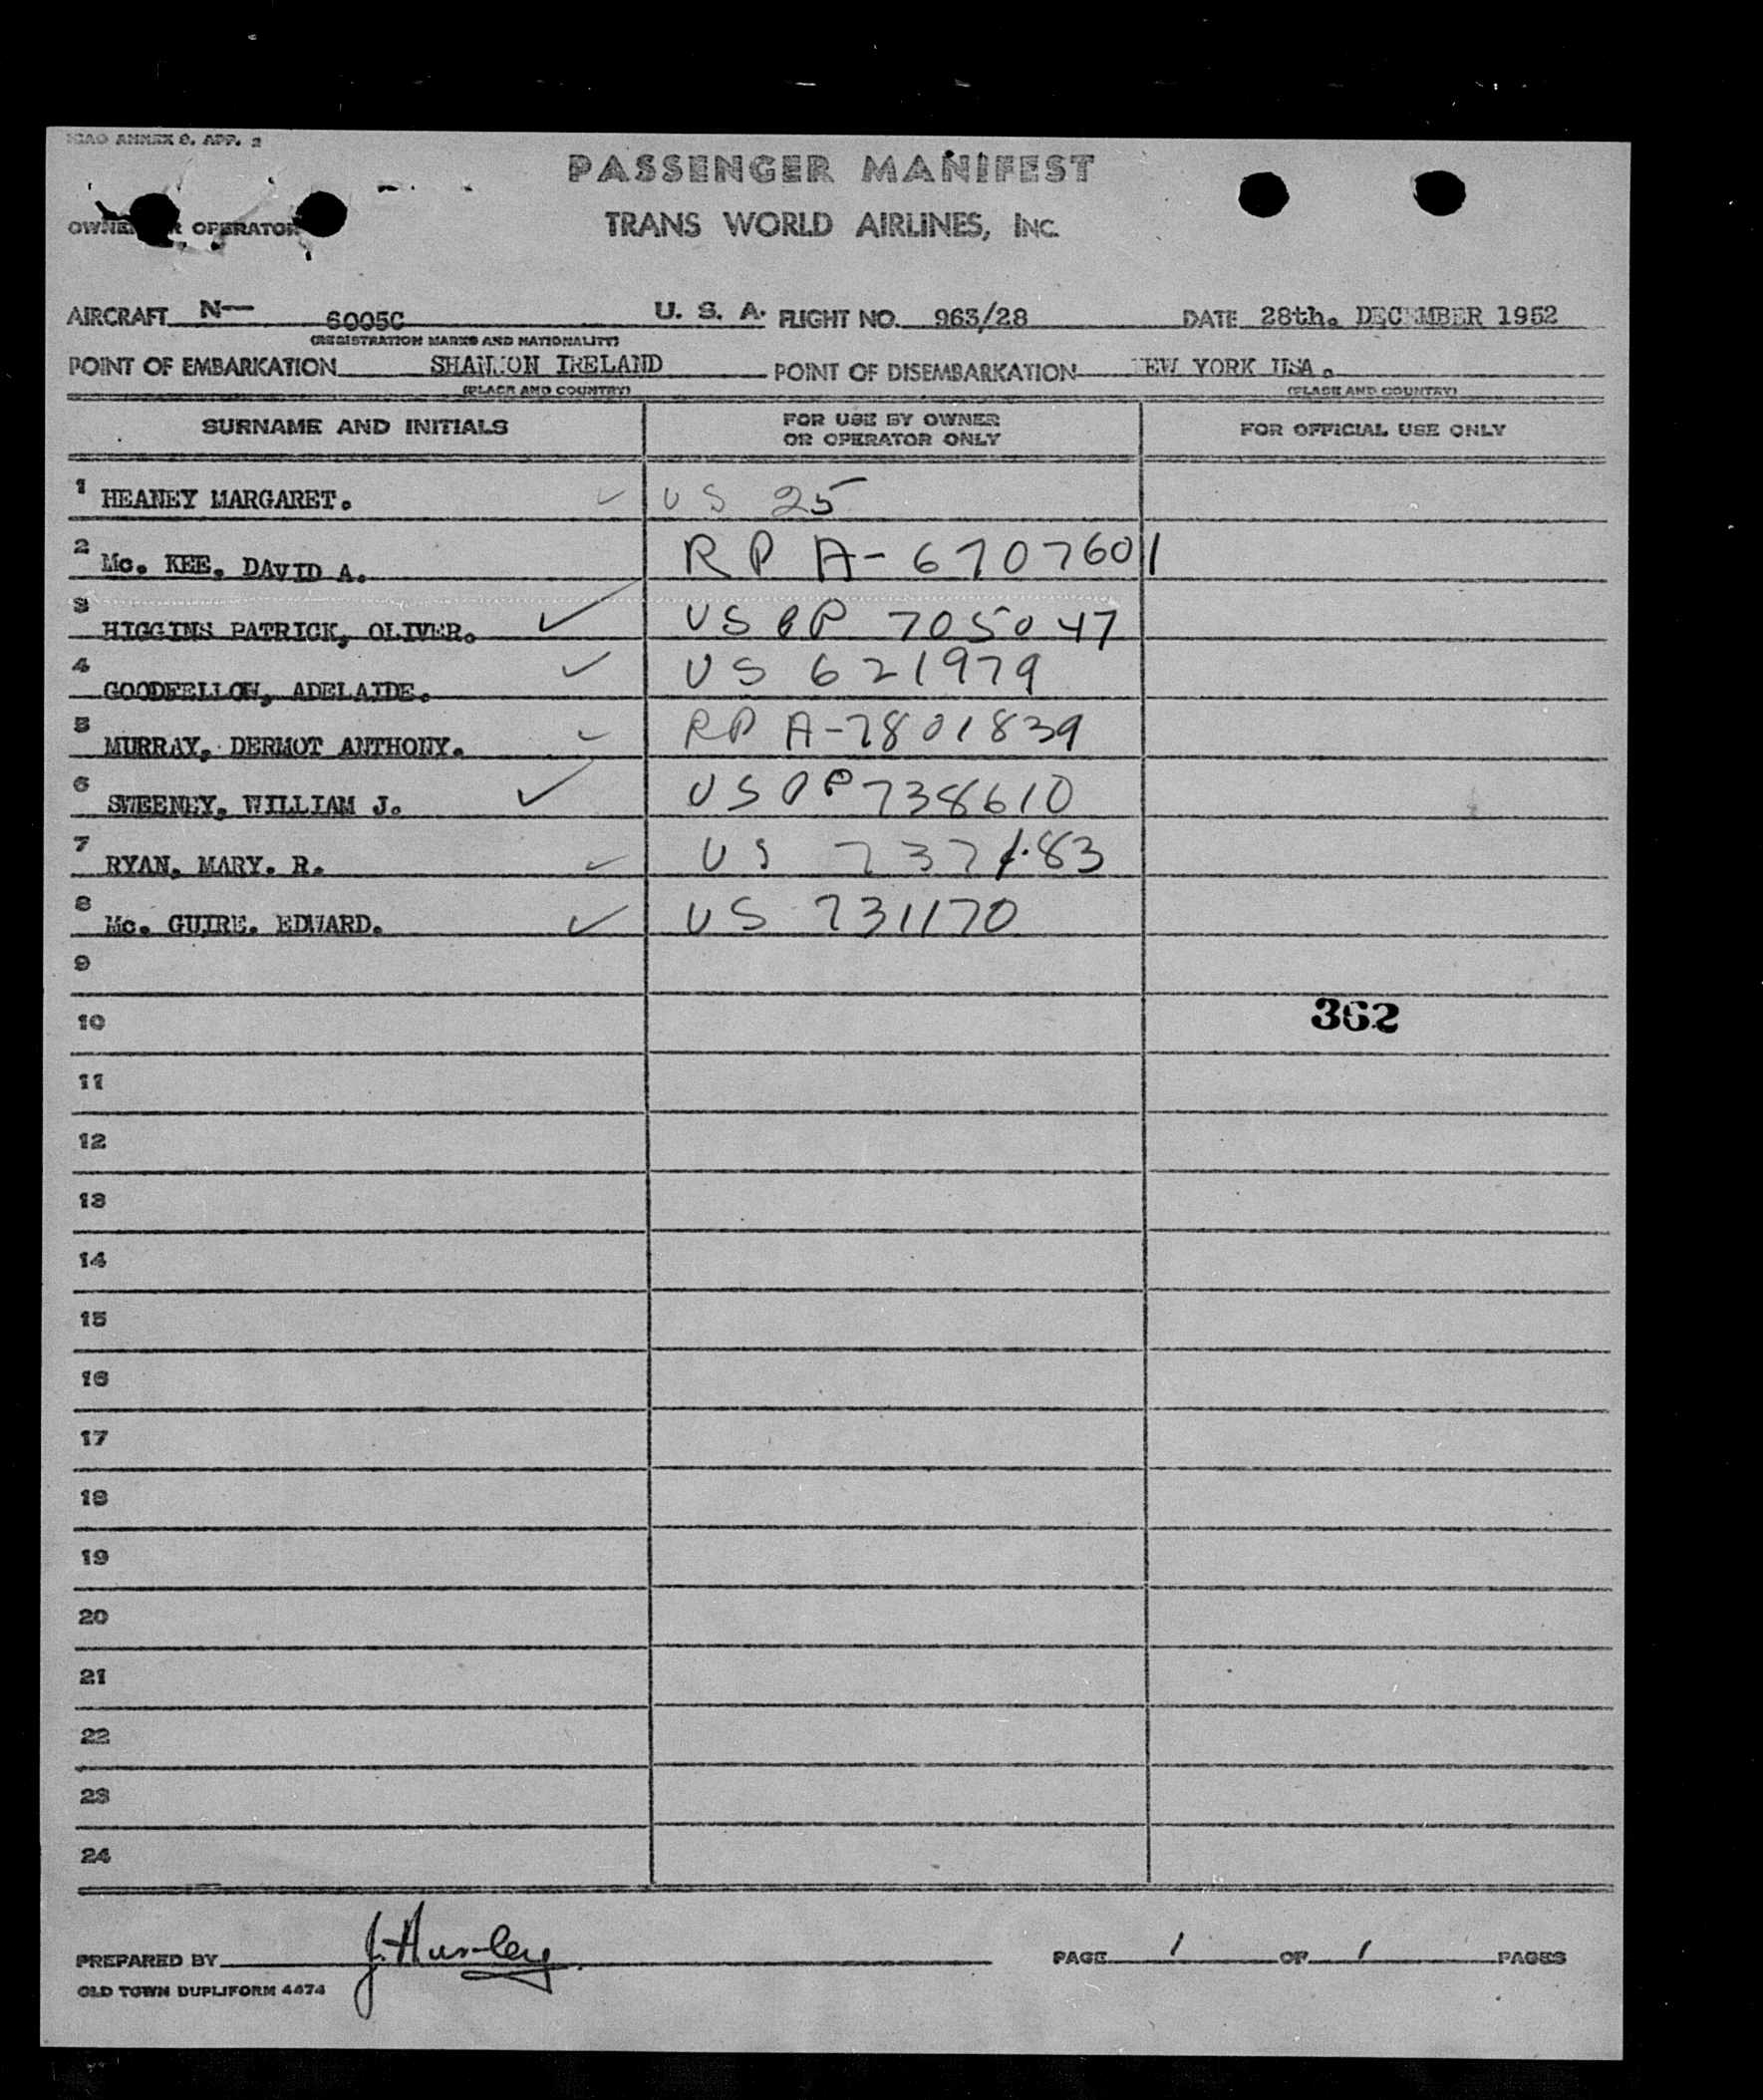 ICAO ANNEX 9. APP. 2
PASSENGER MANIFEST
OWNER OR OPERATOR
TRANS WORLD AIRLINES, INC.
AIRCRAFT N— 6005C U. S. A. FLIGHT NO. 963/28 DATE 28th. DECEMBER 1952
(REGISTRATION MARKS AND NATIONALITY)
POINT OF EMBARKATION SHANNON IRELAND POINT OF DISEMBARKATION NEW YORK USA.
(PLACE AND COUNTRY) (PLACE AND COUNTRY)
SURNAME AND INITIALS FOR USE BY OWNER OR OPERATOR ONLY FOR OFFICIAL USE ONLY
1 HEANEY MARGARET. ✓ US 25
2 Mc. KEE. DAVID A. RP A-6707601
3 HIGGINS PATRICK, OLIVER. ✓ US PP 705047
4 GOODFELLOW, ADELAIDE. ✓ US 621979
5 MURRAY, DERMOT ANTHONY. ✓ RP A-7801839
6 SWEENEY, WILLIAM J. ✓ US PP 738610
7 RYAN, MARY. R. ✓ US
8 Mc. GUIRE. EDWARD. ✓ US 731170
9
10 362
11
12
13
14
15
16
17
18
19
20
21
22
23
24
PREPARED BY J. Hurley PAGE 1 OF 1 PAGES
OLD TOWN DUPLIFORM 4474